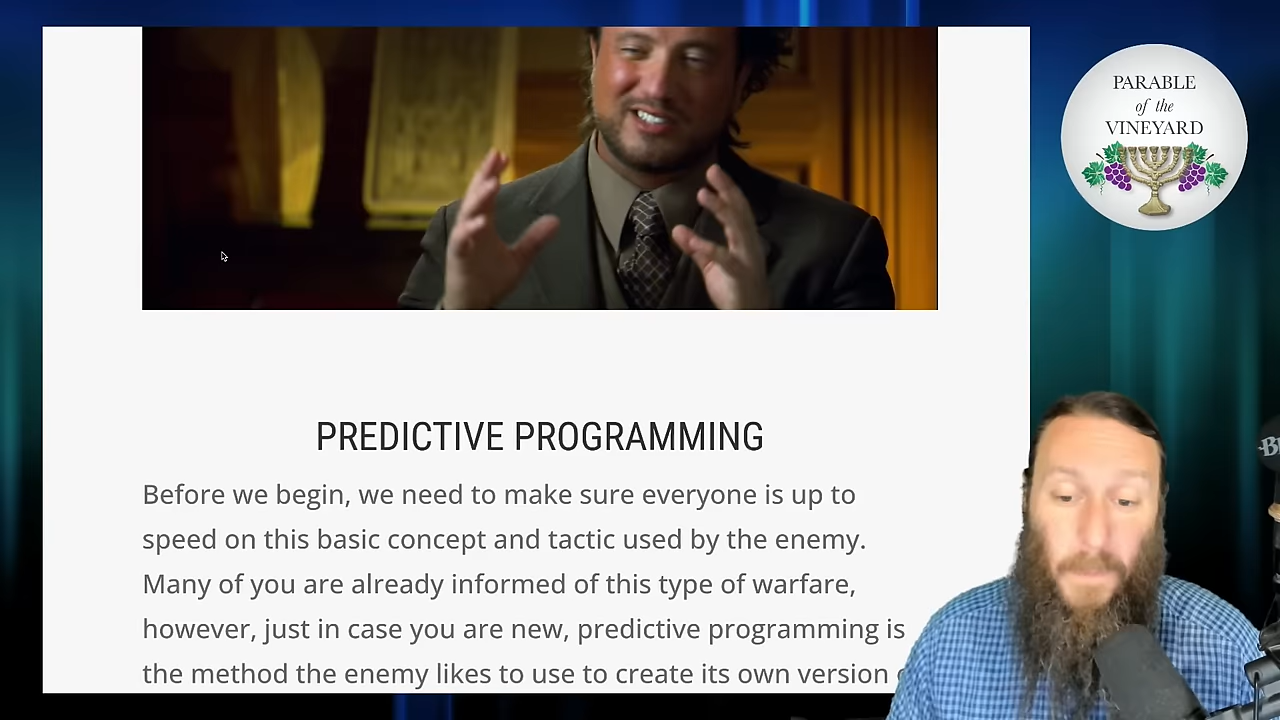 PARABLE
of the
VINEYARD
PREDICTIVE PROGRAMMING
Before we begin, we need to make sure everyone is up to
speed on this basic concept and tactic used by the enemy.
Many of you are already informed of this type of warfare,
however, just in case you are new, predictive programming is
the method the enemy likes to use to create its own version